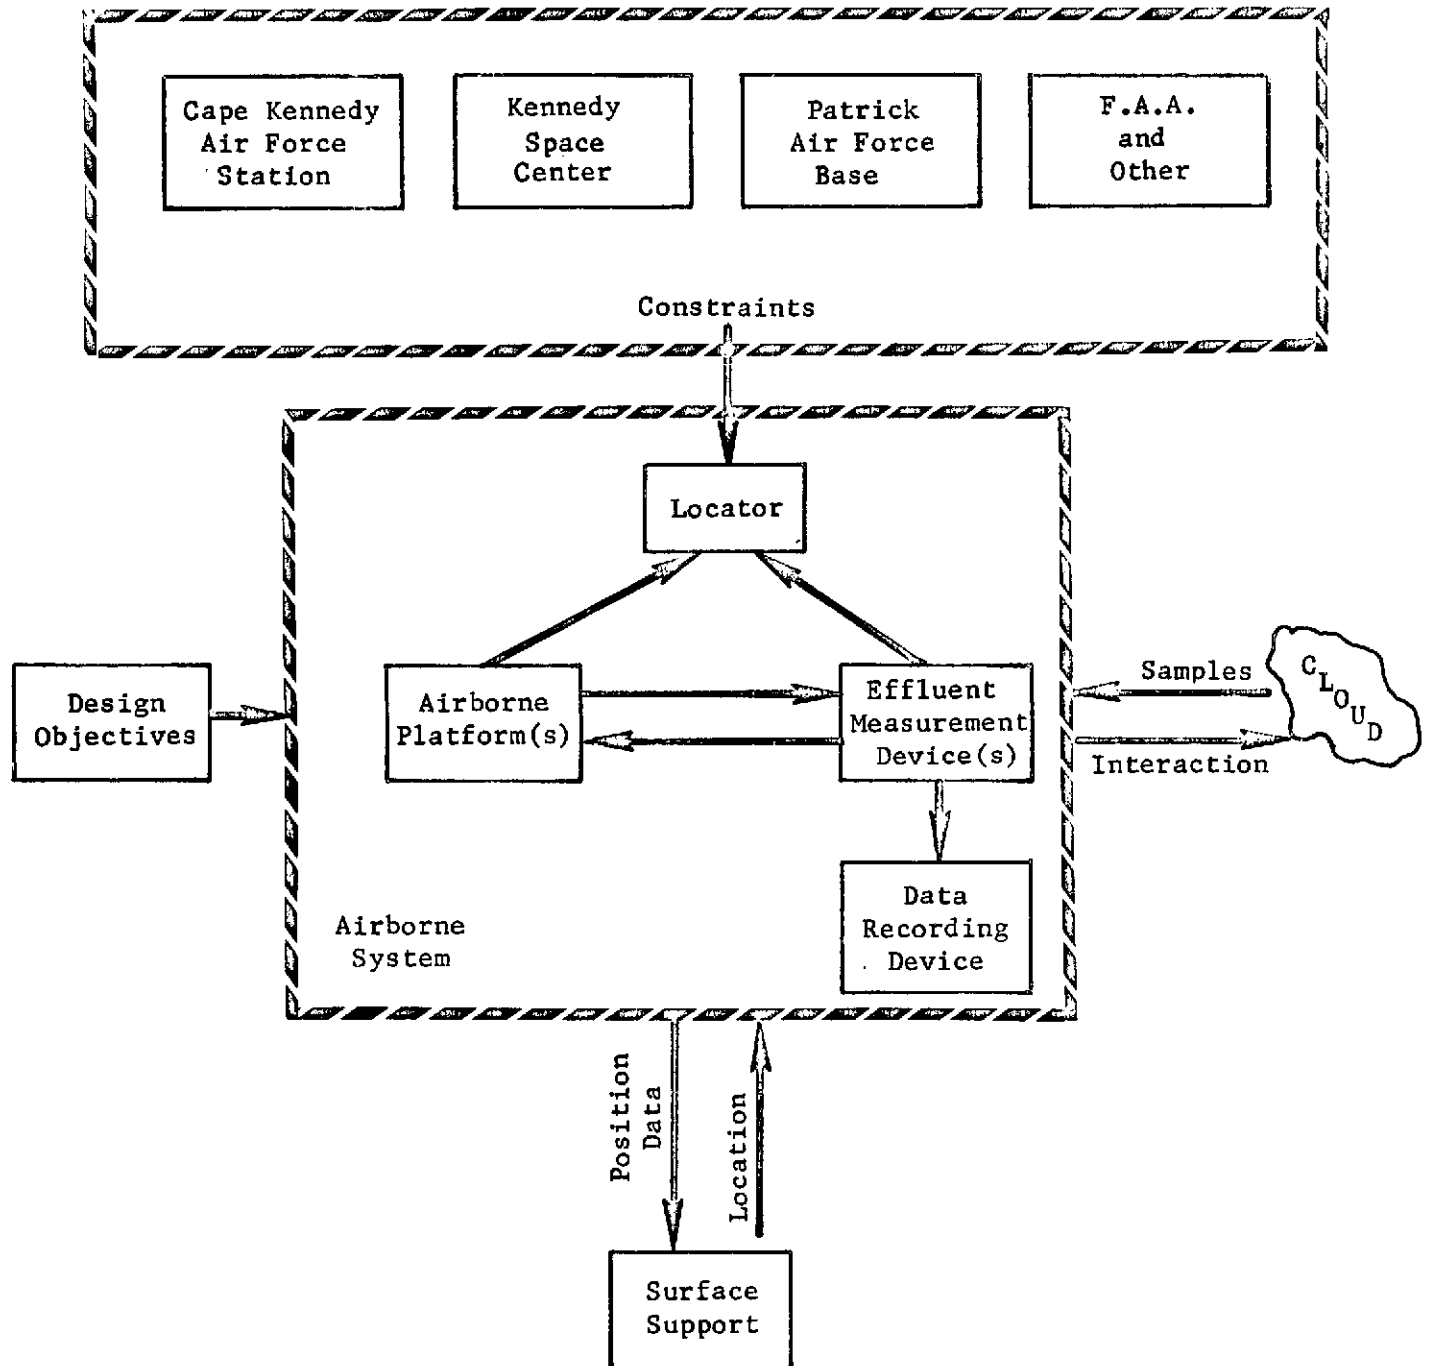 Cape Kennedy
Air Force
Station
Kennedy
Space
Center
Patrick
Air Force
Base
F.A.A.
and
Other
Constraints
Locator
Design
Objectives
Airborne
Platform(s)
Effluent
Measurement
Device(s)
Samples
Interaction
CLOUD
Data
Recording
Device
Airborne
System
Position
Data
Location
Surface
Support